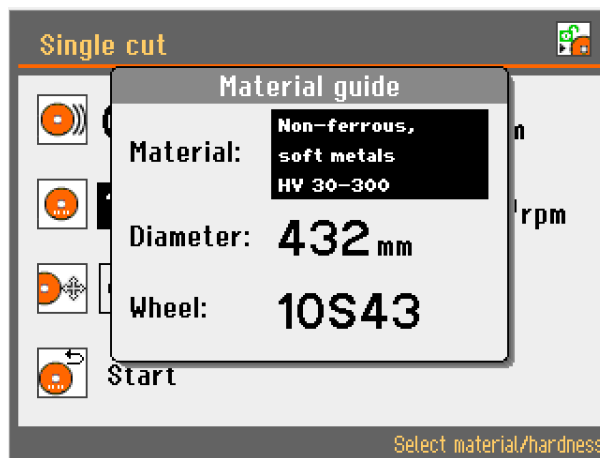 Single cut
Material guide
Material:
Non-ferrous,
soft metals
HV 30-300
rpm
Diameter:
432 mm
Wheel:
10S43
Start
Select material/hardness